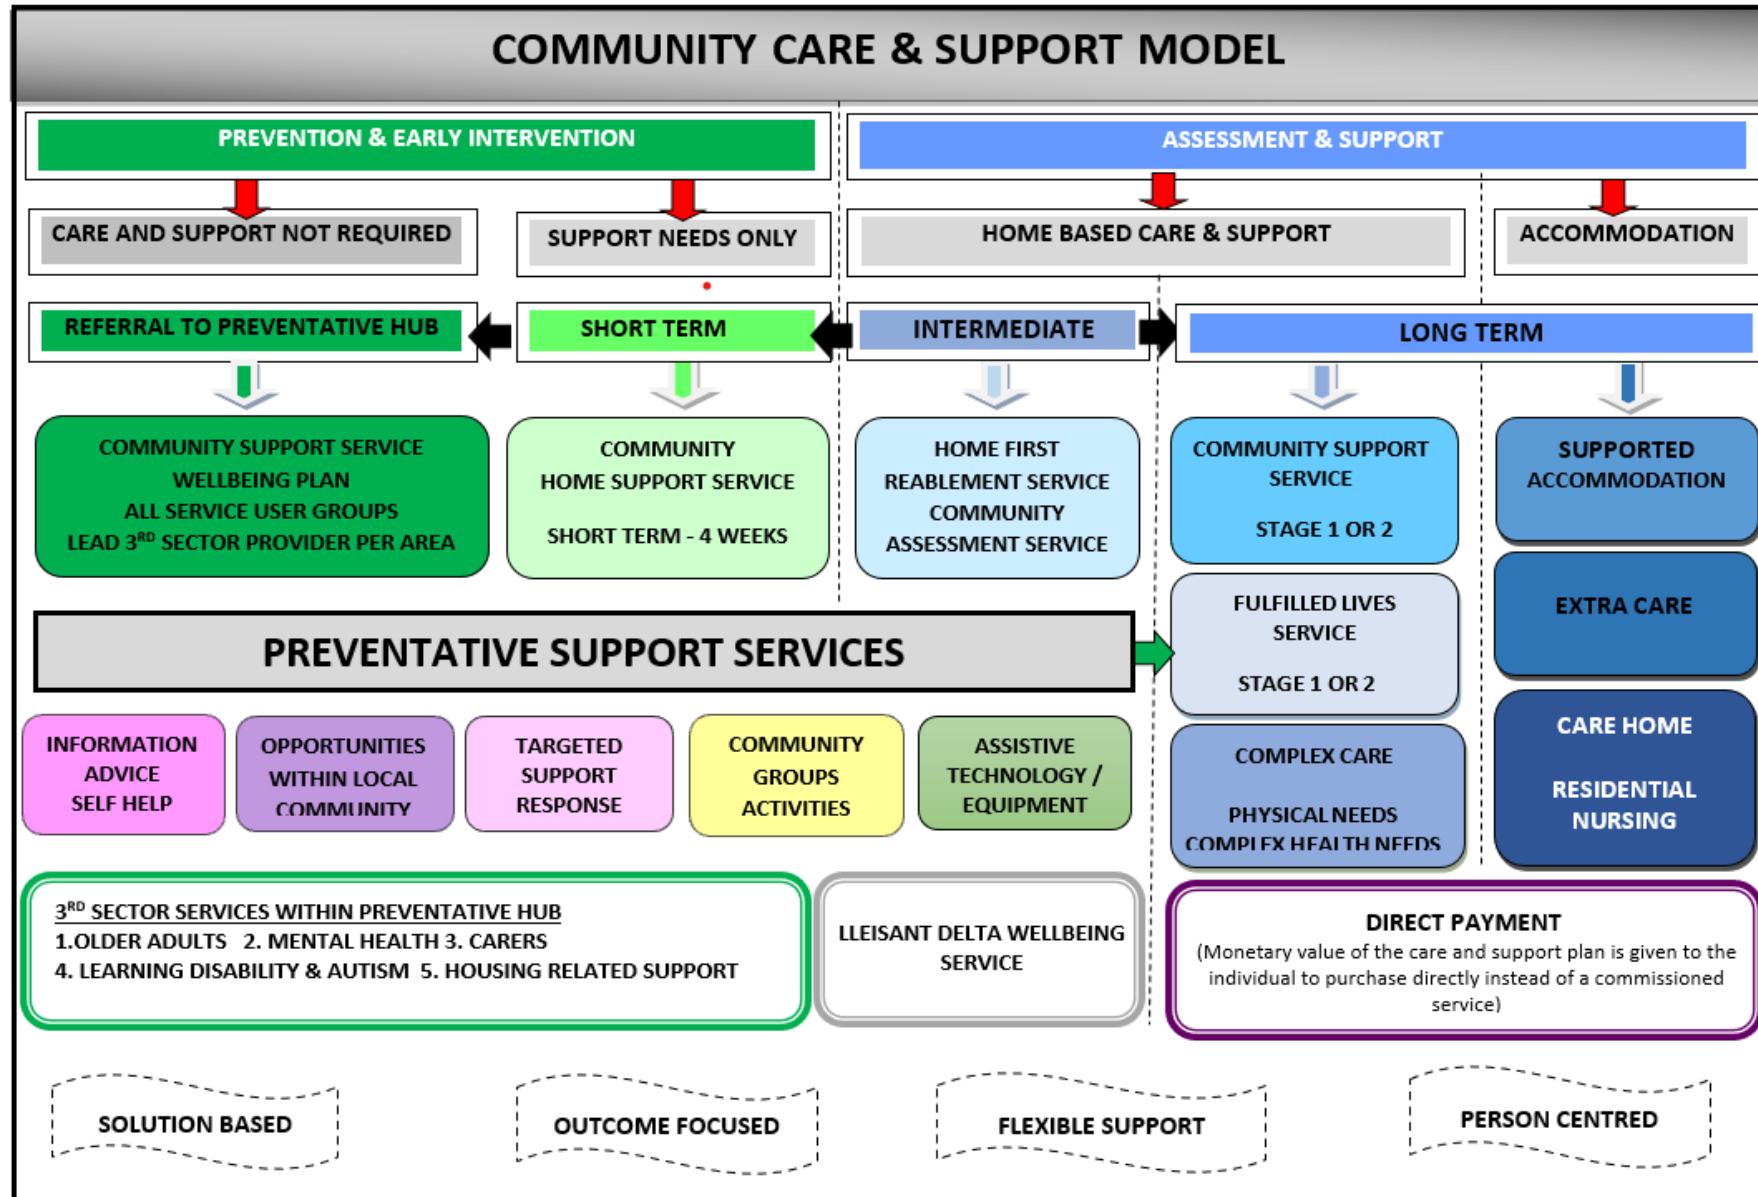 COMMUNITY CARE & SUPPORT MODEL
PREVENTION & EARLY INTERVENTION
ASSESSMENT & SUPPORT
CARE AND SUPPORT NOT REQUIRED
SUPPORT NEEDS ONLY
HOME BASED CARE & SUPPORT
ACCOMMODATION
REFERRAL TO PREVENTATIVE HUB
SHORT TERM
INTERMEDIATE
LONG TERM
COMMUNITY SUPPORT SERVICE
WELLBEING PLAN
ALL SERVICE USER GROUPS
LEAD 3RD SECTOR PROVIDER PER AREA
COMMUNITY
HOME SUPPORT SERVICE
SHORT TERM - 4 WEEKS
HOME FIRST
REABLEMENT SERVICE
COMMUNITY
ASSESSMENT SERVICE
COMMUNITY SUPPORT
SERVICE
STAGE 1 OR 2
SUPPORTED
ACCOMMODATION
FULFILLED LIVES
SERVICE
STAGE 1 OR 2
EXTRA CARE
PREVENTATIVE SUPPORT SERVICES
INFORMATION
ADVICE
SELF HELP
OPPORTUNITIES
WITHIN LOCAL
COMMUNITY
TARGETED
SUPPORT
RESPONSE
COMMUNITY
GROUPS
ACTIVITIES
ASSISTIVE
TECHNOLOGY /
EQUIPMENT
COMPLEX CARE
PHYSICAL NEEDS
COMPLEX HEALTH NEEDS
CARE HOME
RESIDENTIAL
NURSING
3RD SECTOR SERVICES WITHIN PREVENTATIVE HUB
1.OLDER ADULTS 2. MENTAL HEALTH 3. CARERS
4. LEARNING DISABILITY & AUTISM 5. HOUSING RELATED SUPPORT
LLEISANT DELTA WELLBEING
SERVICE
DIRECT PAYMENT
(Monetary value of the care and support plan is given to the
individual to purchase directly instead of a commissioned
service)
SOLUTION BASED
OUTCOME FOCUSED
FLEXIBLE SUPPORT
PERSON CENTRED